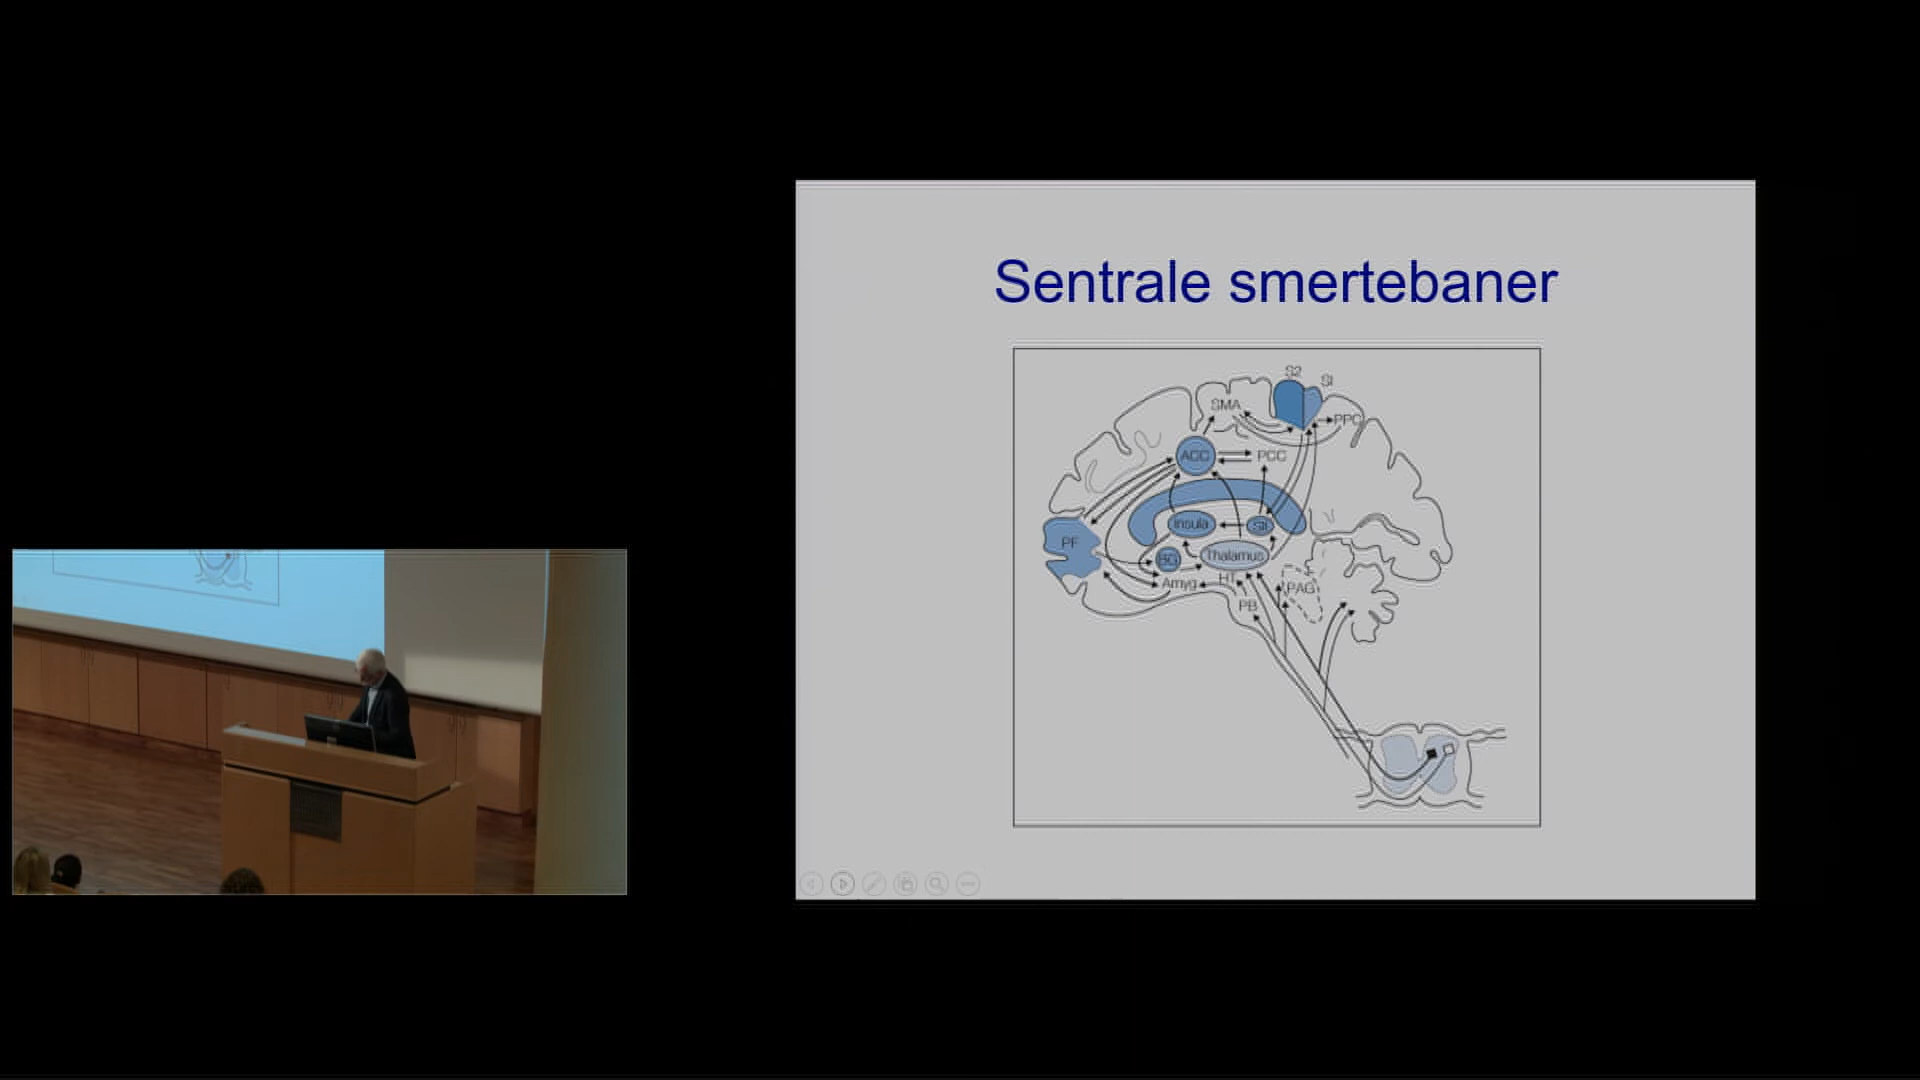 Sentrale smertebaner
S2
SI
SMA
PPC
ACC
PCC
Insula
SII
PF
BG
Thalamus
HT
Amyg
PAG
PB